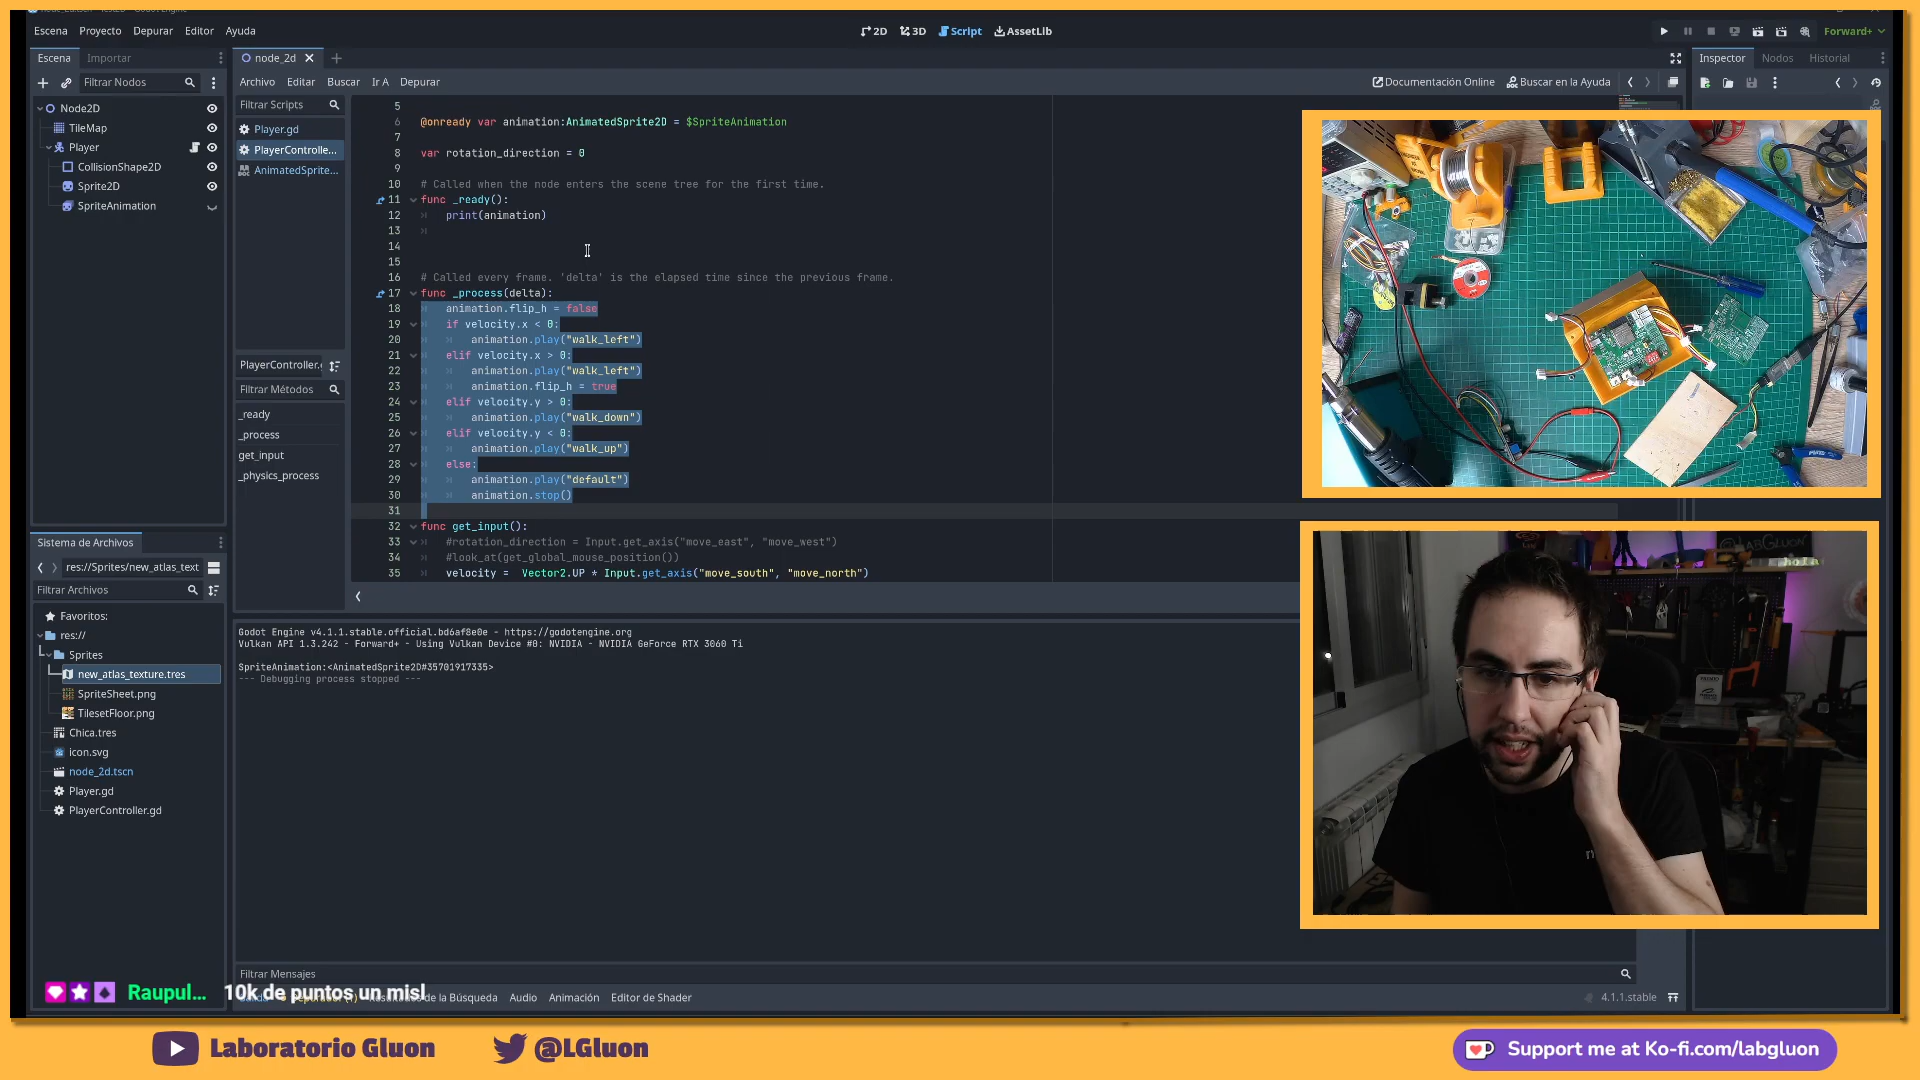 Escena
Proyecto
Depurar
Editor
Ayuda
2D
3D
Script
AssetLib
Forward+
Escena
Importar
Filtrar Nodos
Node2D
TileMap
Player
CollisionShape2D
Sprite2D
SpriteAnimation
node_2d
Archivo
Editar
Buscar
Ir A
Depurar
Documentación Online
Buscar en la Ayuda
Filtrar Scripts
Player.gd
PlayerControlle...
AnimatedSprite...
PlayerController.
Filtrar Métodos
_ready
_process
get_input
_physics_process
5
6 @onready var animation:AnimatedSprite2D = $SpriteAnimation
7
8 var rotation_direction = 0
9
10 # Called when the node enters the scene tree for the first time.
11 func _ready():
12 print(animation)
13
14
15
16 # Called every frame. 'delta' is the elapsed time since the previous frame.
17 func _process(delta):
18 animation.flip_h = false
19 if velocity.x < 0:
20 animation.play("walk_left")
21 elif velocity.x > 0:
22 animation.play("walk_left")
23 animation.flip_h = true
24 elif velocity.y > 0:
25 animation.play("walk_down")
26 elif velocity.y < 0:
27 animation.play("walk_up")
28 else:
29 animation.play("default")
30 animation.stop()
31
32 func get_input():
33 #rotation_direction = Input.get_axis("move_east", "move_west")
34 #look_at(get_global_mouse_position())
35 velocity = Vector2.UP * Input.get_axis("move_south", "move_north")
Inspector
Nodos
Historial
Sistema de Archivos
res://Sprites/new_atlas_text
Filtrar Archivos
Favoritos:
res://
Sprites
new_atlas_texture.tres
SpriteSheet.png
TilesetFloor.png
Chica.tres
icon.svg
node_2d.tscn
Player.gd
PlayerController.gd
Godot Engine v4.1.1.stable.official.bd6af8e0e - https://godotengine.org
Vulkan API 1.3.242 - Forward+ - Using Vulkan Device #0: NVIDIA - NVIDIA GeForce RTX 3060 Ti
SpriteAnimation:<AnimatedSprite2D#35701917335>
--- Debugging process stopped ---
Filtrar Mensajes
de la Búsqueda
Audio
Animación
Editor de Shader
4.1.1.stable
Raupul...
10k de puntos un misl
Laboratorio Gluon
@LGluon
Support me at Ko-fi.com/labgluon